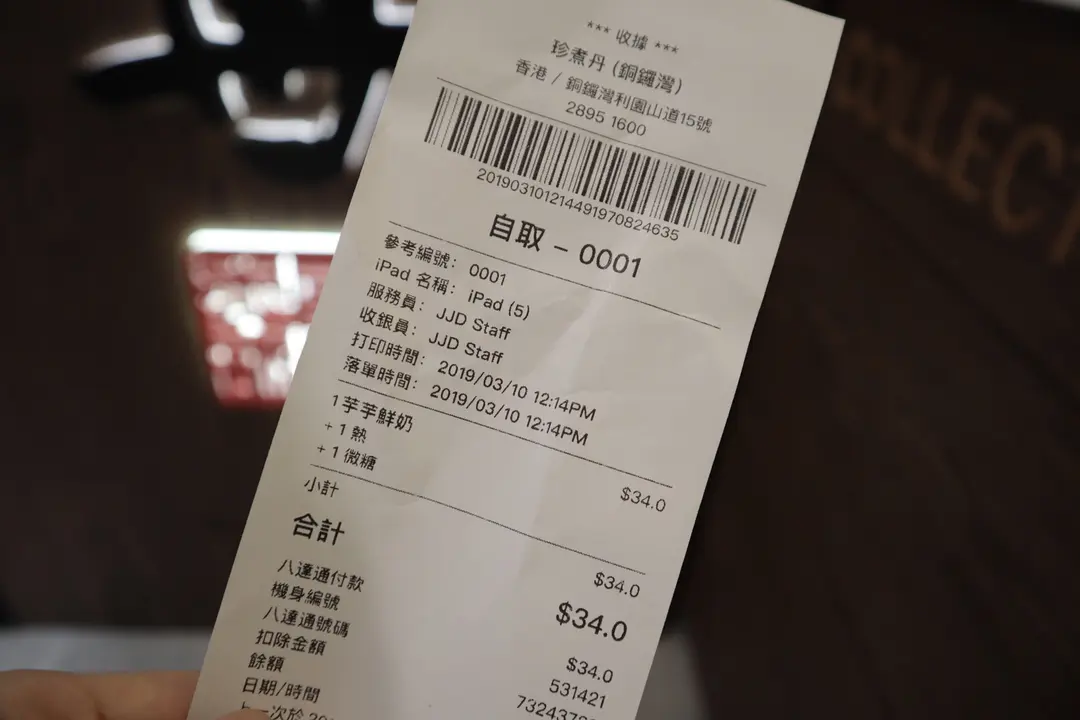 *** 收據 ***
珍煮丹 (銅鑼灣)
香港 / 銅鑼灣利園山道15號
2895 1600
201903101214491970824635
自取 - 0001
參考編號: 0001
iPad 名稱: iPad (5)
服務員: JJD Staff
收銀員: JJD Staff
打印時間: 2019/03/10 12:14PM
落單時間: 2019/03/10 12:14PM
1 芋芋鮮奶 $34.0
+ 1 熱
+ 1 微糖
小計 $34.0
合計 $34.0
八達通付款 $34.0
機身編號 531421
八達通號碼
扣除金額
餘額
日期/時間
COLLECT